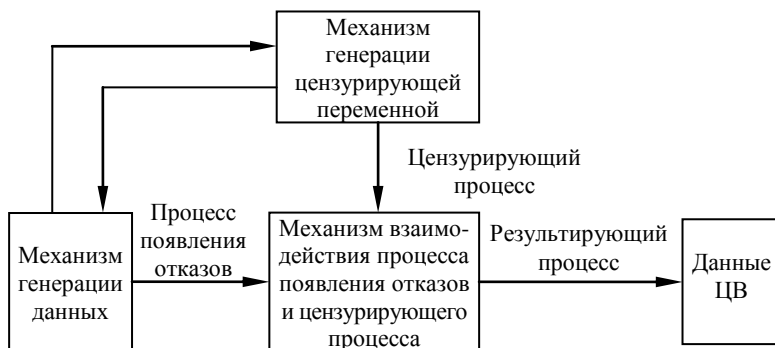 Механизм
генерации
цензурирующей
переменной
Цензурирующий
процесс
Механизм
генерации
данных
Процесс
появления
отказов
Механизм взаимо-
действия процесса
появления отказов
и цензурирующего
процесса
Результирующий
процесс
Данные
ЦВ